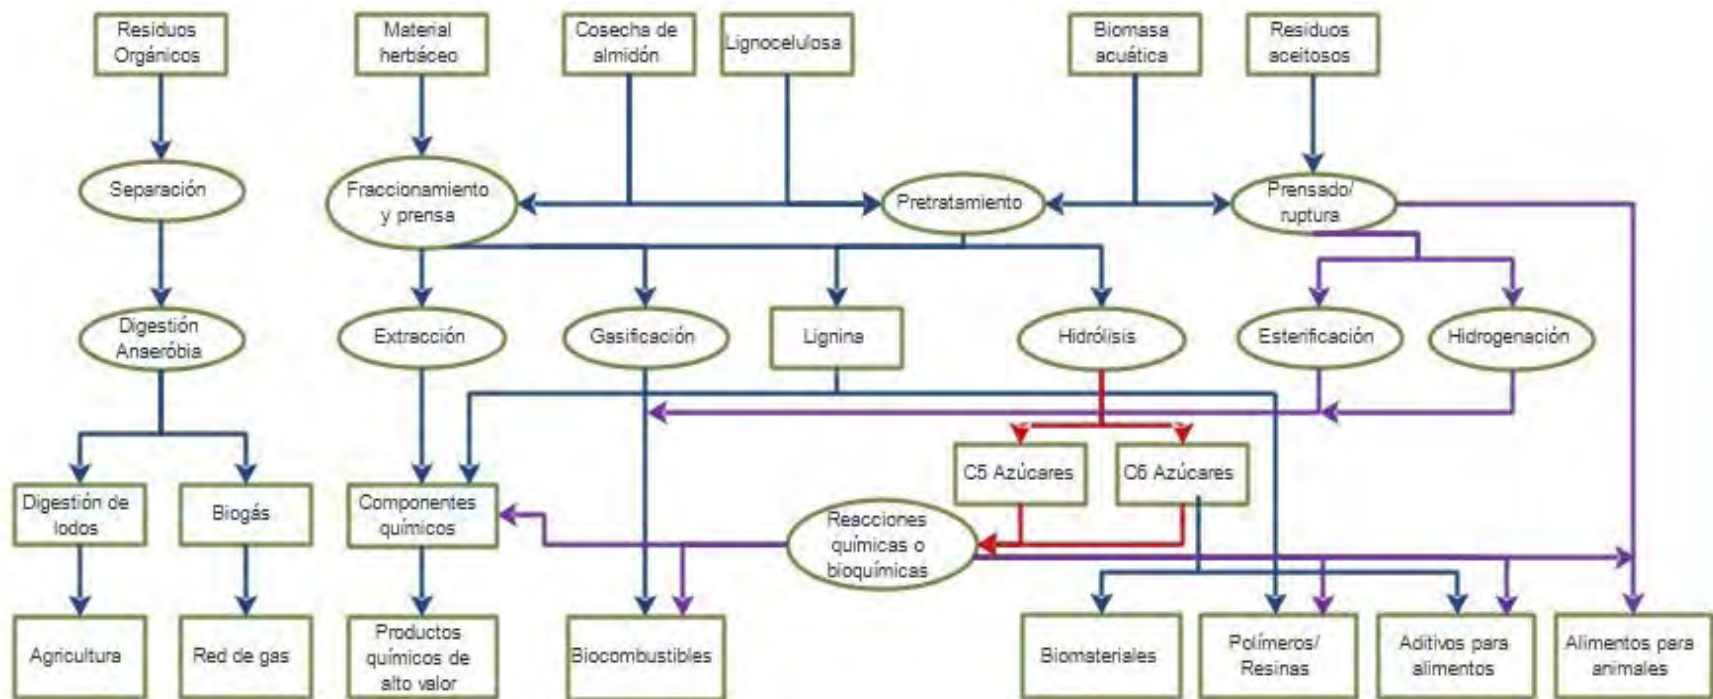 Residuos
Orgánicos
Material
herbáceo
Cosecha de
almidón
Lignocelulosa
Biomasa
acuática
Residuos
aceitosos
Separación
Fraccionamiento
y prensa
Pretratamiento
Prensado/
ruptura
Digestión
Anaeróbia
Extracción
Gasificación
Lignina
Hidrólisis
Esterificación
Hidrogenación
C5 Azúcares
C6 Azúcares
Digestión de
lodos
Biogás
Componentes
químicos
Reacciones
químicas o
bioquímicas
Agricultura
Red de gas
Productos
químicos de
alto valor
Biocombustibles
Biomateriales
Polímeros/
Resinas
Aditivos para
alimentos
Alimentos para
animales